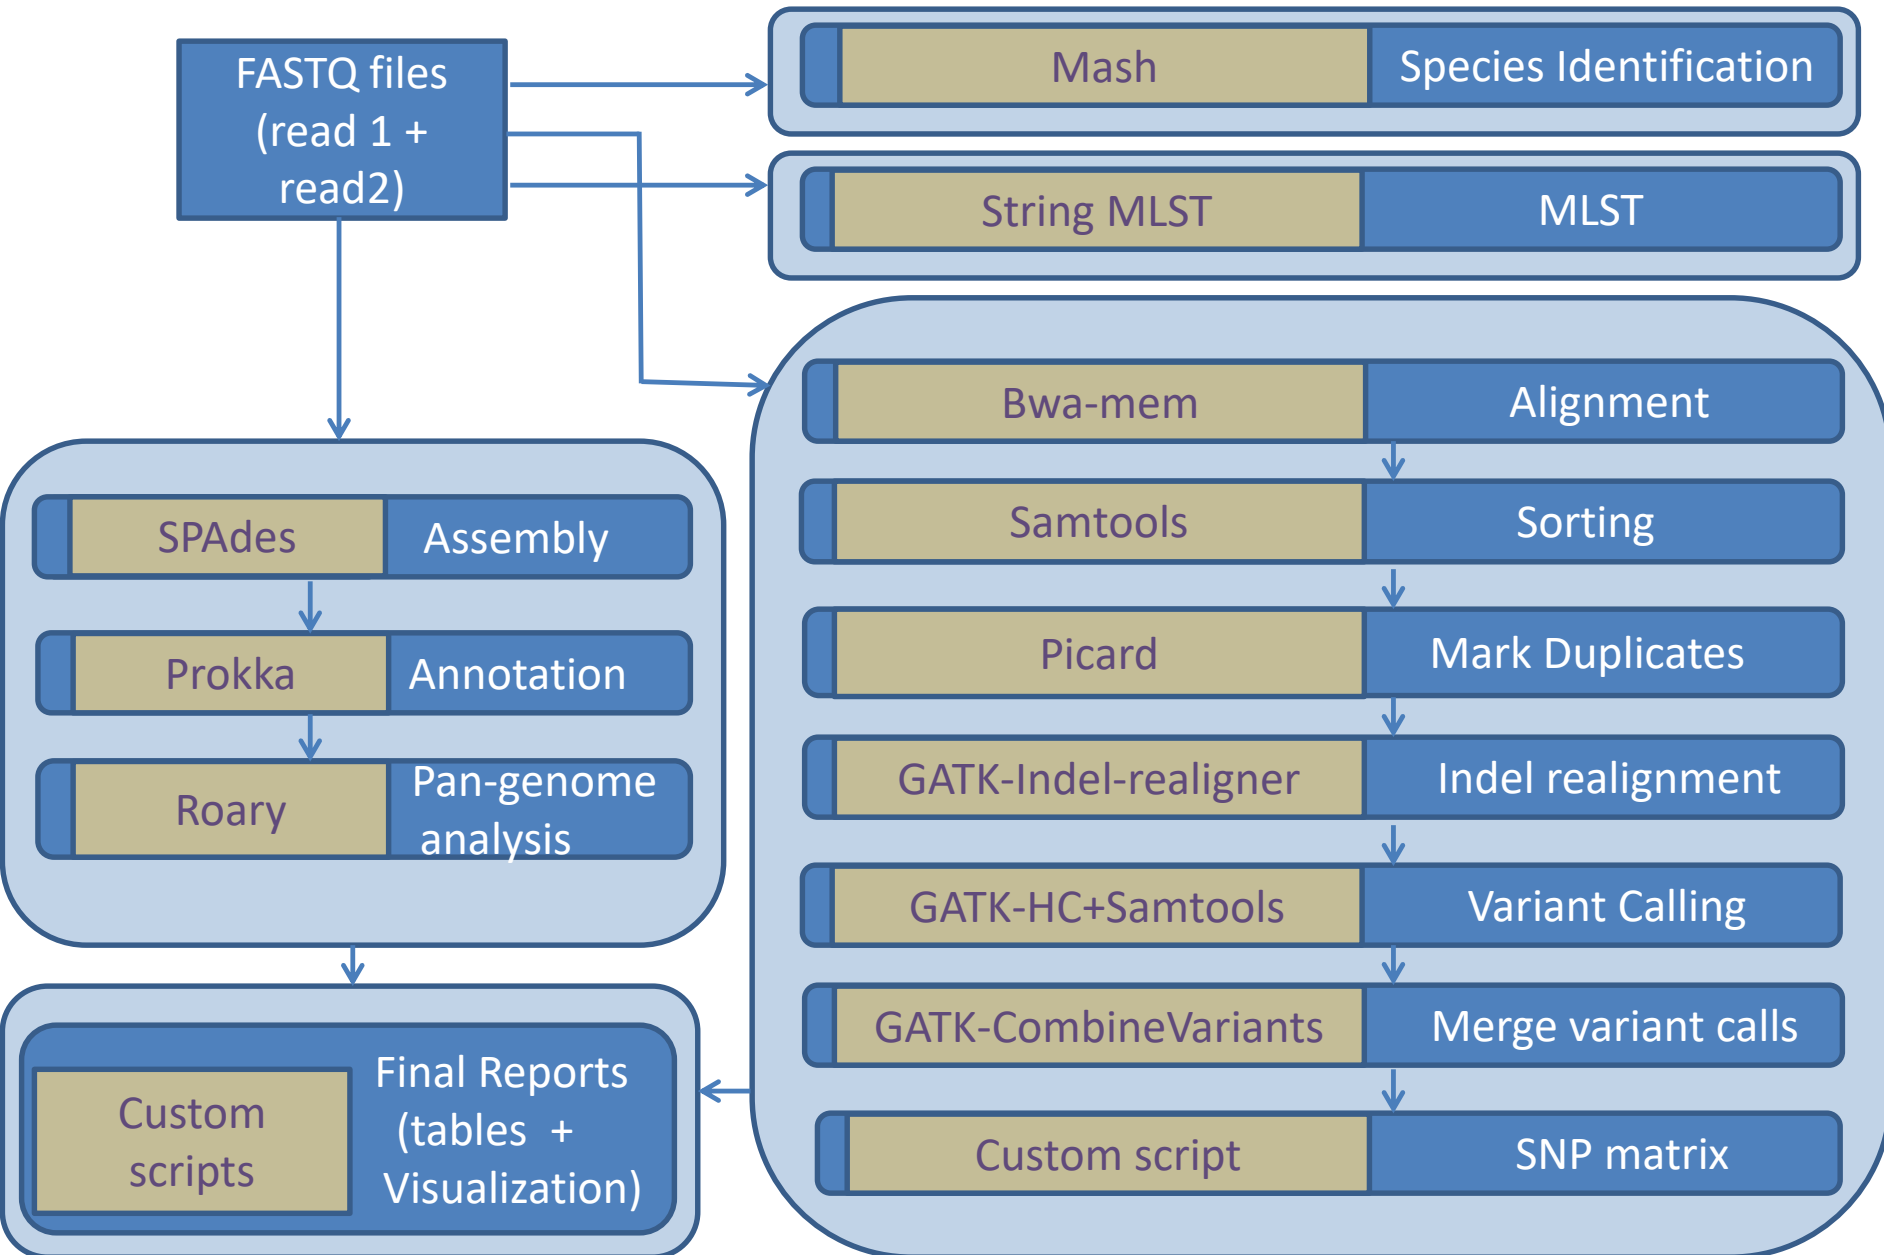 FASTQ files
(read 1 +
read2)
Mash
Species Identification
String MLST
MLST
Bwa-mem
Alignment
Samtools
Sorting
Picard
Mark Duplicates
GATK-Indel-realigner
Indel realignment
GATK-HC+Samtools
Variant Calling
GATK-CombineVariants
Merge variant calls
Custom script
SNP matrix
SPAdes
Assembly
Prokka
Annotation
Roary
Pan-genome
analysis
Custom
scripts
Final Reports
(tables +
Visualization)